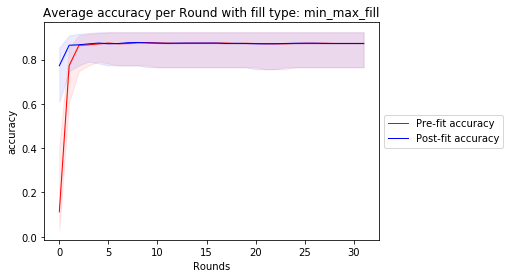 Average accuracy per Round with fill type: min_max_fill
accuracy
0.8
0.6
0.4
0.2
0.0
0 5 10 15 20 25 30
Rounds
Pre-fit accuracy
Post-fit accuracy